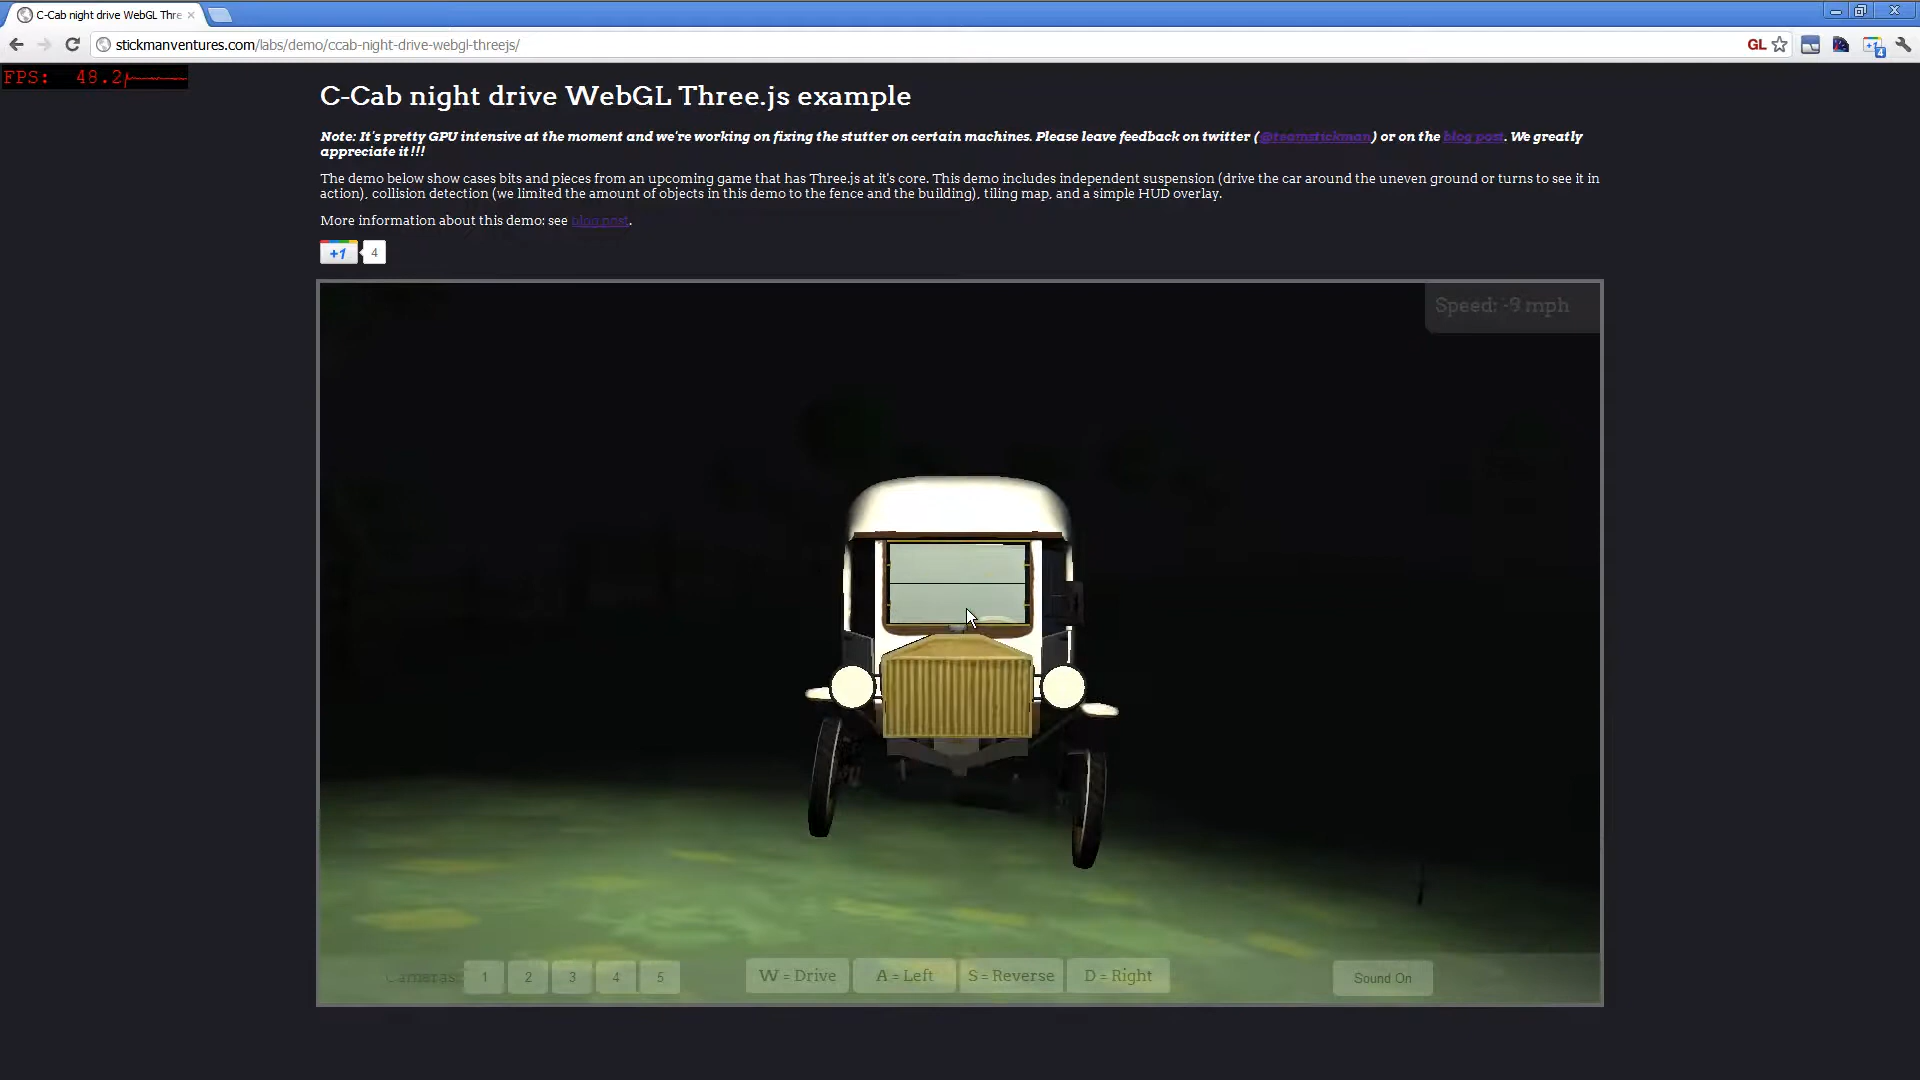 C-Cab night drive WebGL Thre
stickmanventures.com/labs/demo/ccab-night-drive-webgl-threejs/
GL
FPS: 48.2
C-Cab night drive WebGL Three.js example
Note: It's pretty GPU intensive at the moment and we're working on fixing the stutter on certain machines. Please leave feedback on twitter (@teamstickman) or on the blog post. We greatly
appreciate it!!!
The demo below show cases bits and pieces from an upcoming game that has Three.js at it's core. This demo includes independent suspension (drive the car around the uneven ground or turns to see it in
action), collision detection (we limited the amount of objects in this demo to the fence and the building), tiling map, and a simple HUD overlay.
More information about this demo: see blog post.
+1 4
Speed: -9 mph
Cameras: 1 2 3 4 5 W = Drive A = Left S = Reverse D = Right Sound On